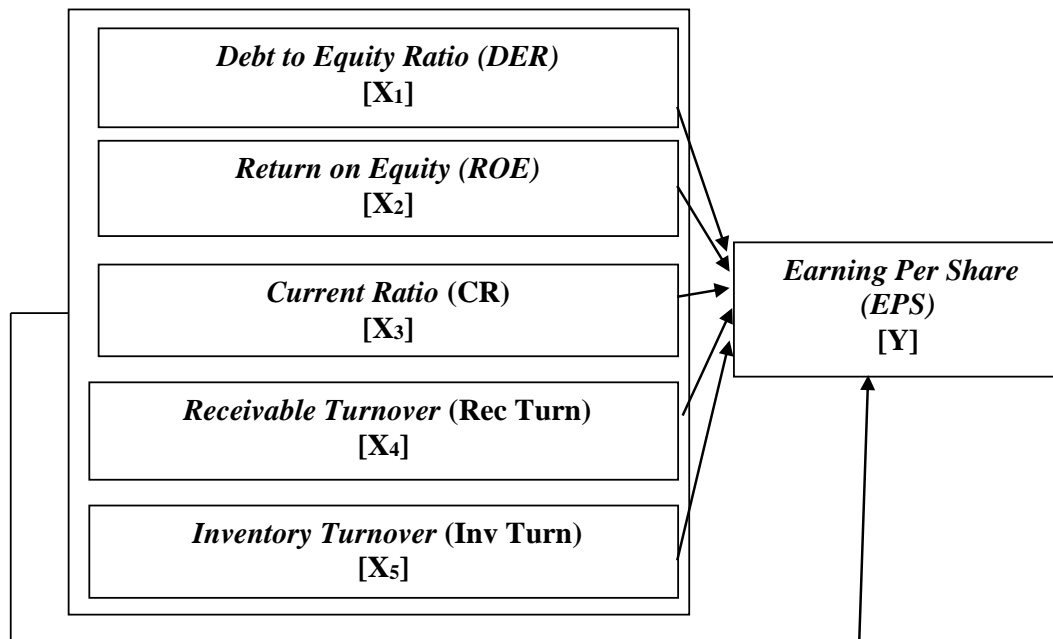 Debt to Equity Ratio (DER)
[X1]
Return on Equity (ROE)
[X2]
Current Ratio (CR)
[X3]
Receivable Turnover (Rec Turn)
[X4]
Inventory Turnover (Inv Turn)
[X5]
Earning Per Share
(EPS)
[Y]